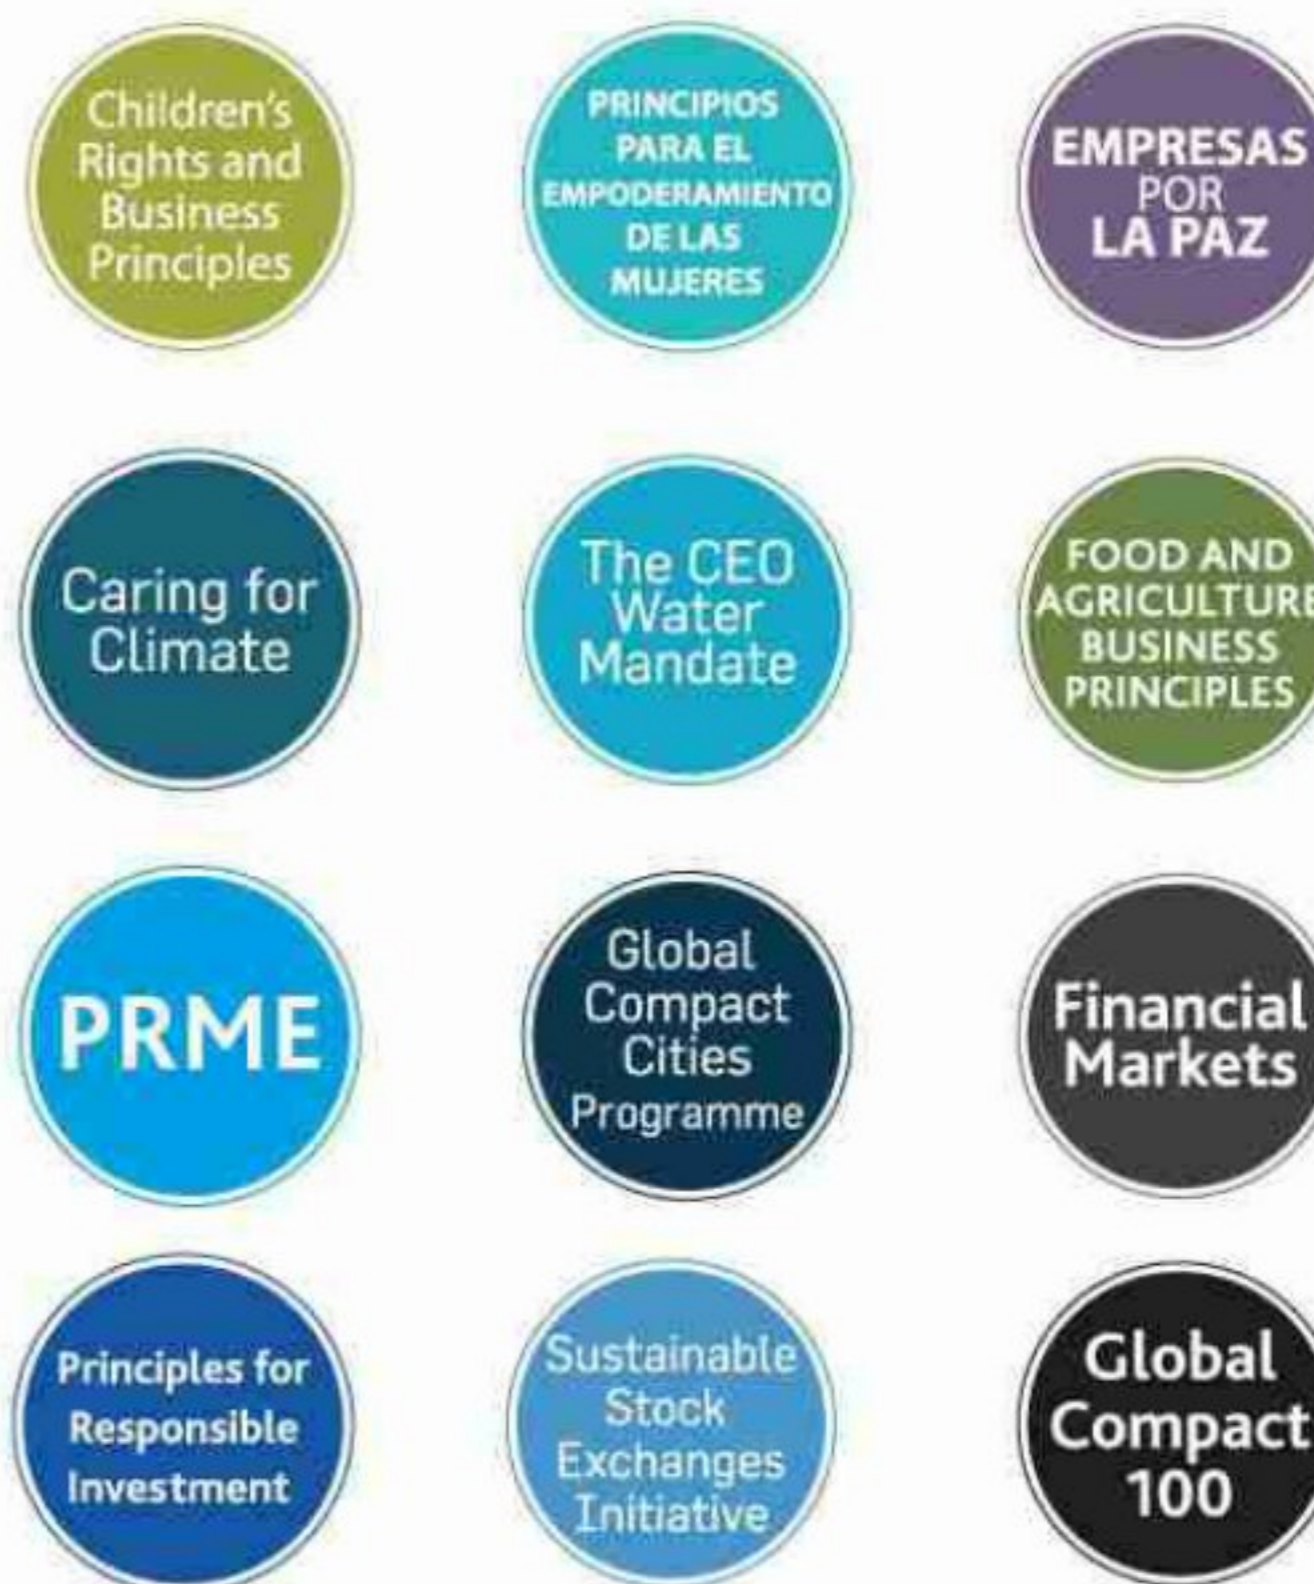 Children's
Rights and
Business
Principles
PRINCIPIOS
PARA EL
EMPODERAMIENTO
DE LAS
MUJERES
EMPRESAS
POR
LA PAZ
Caring for
Climate
The CEO
Water
Mandate
FOOD AND
AGRICULTURE
BUSINESS
PRINCIPLES
PRME
Global
Compact
Cities
Programme
Financial
Markets
Principles for
Responsible
Investment
Sustainable
Stock
Exchanges
Initiative
Global
Compact
100